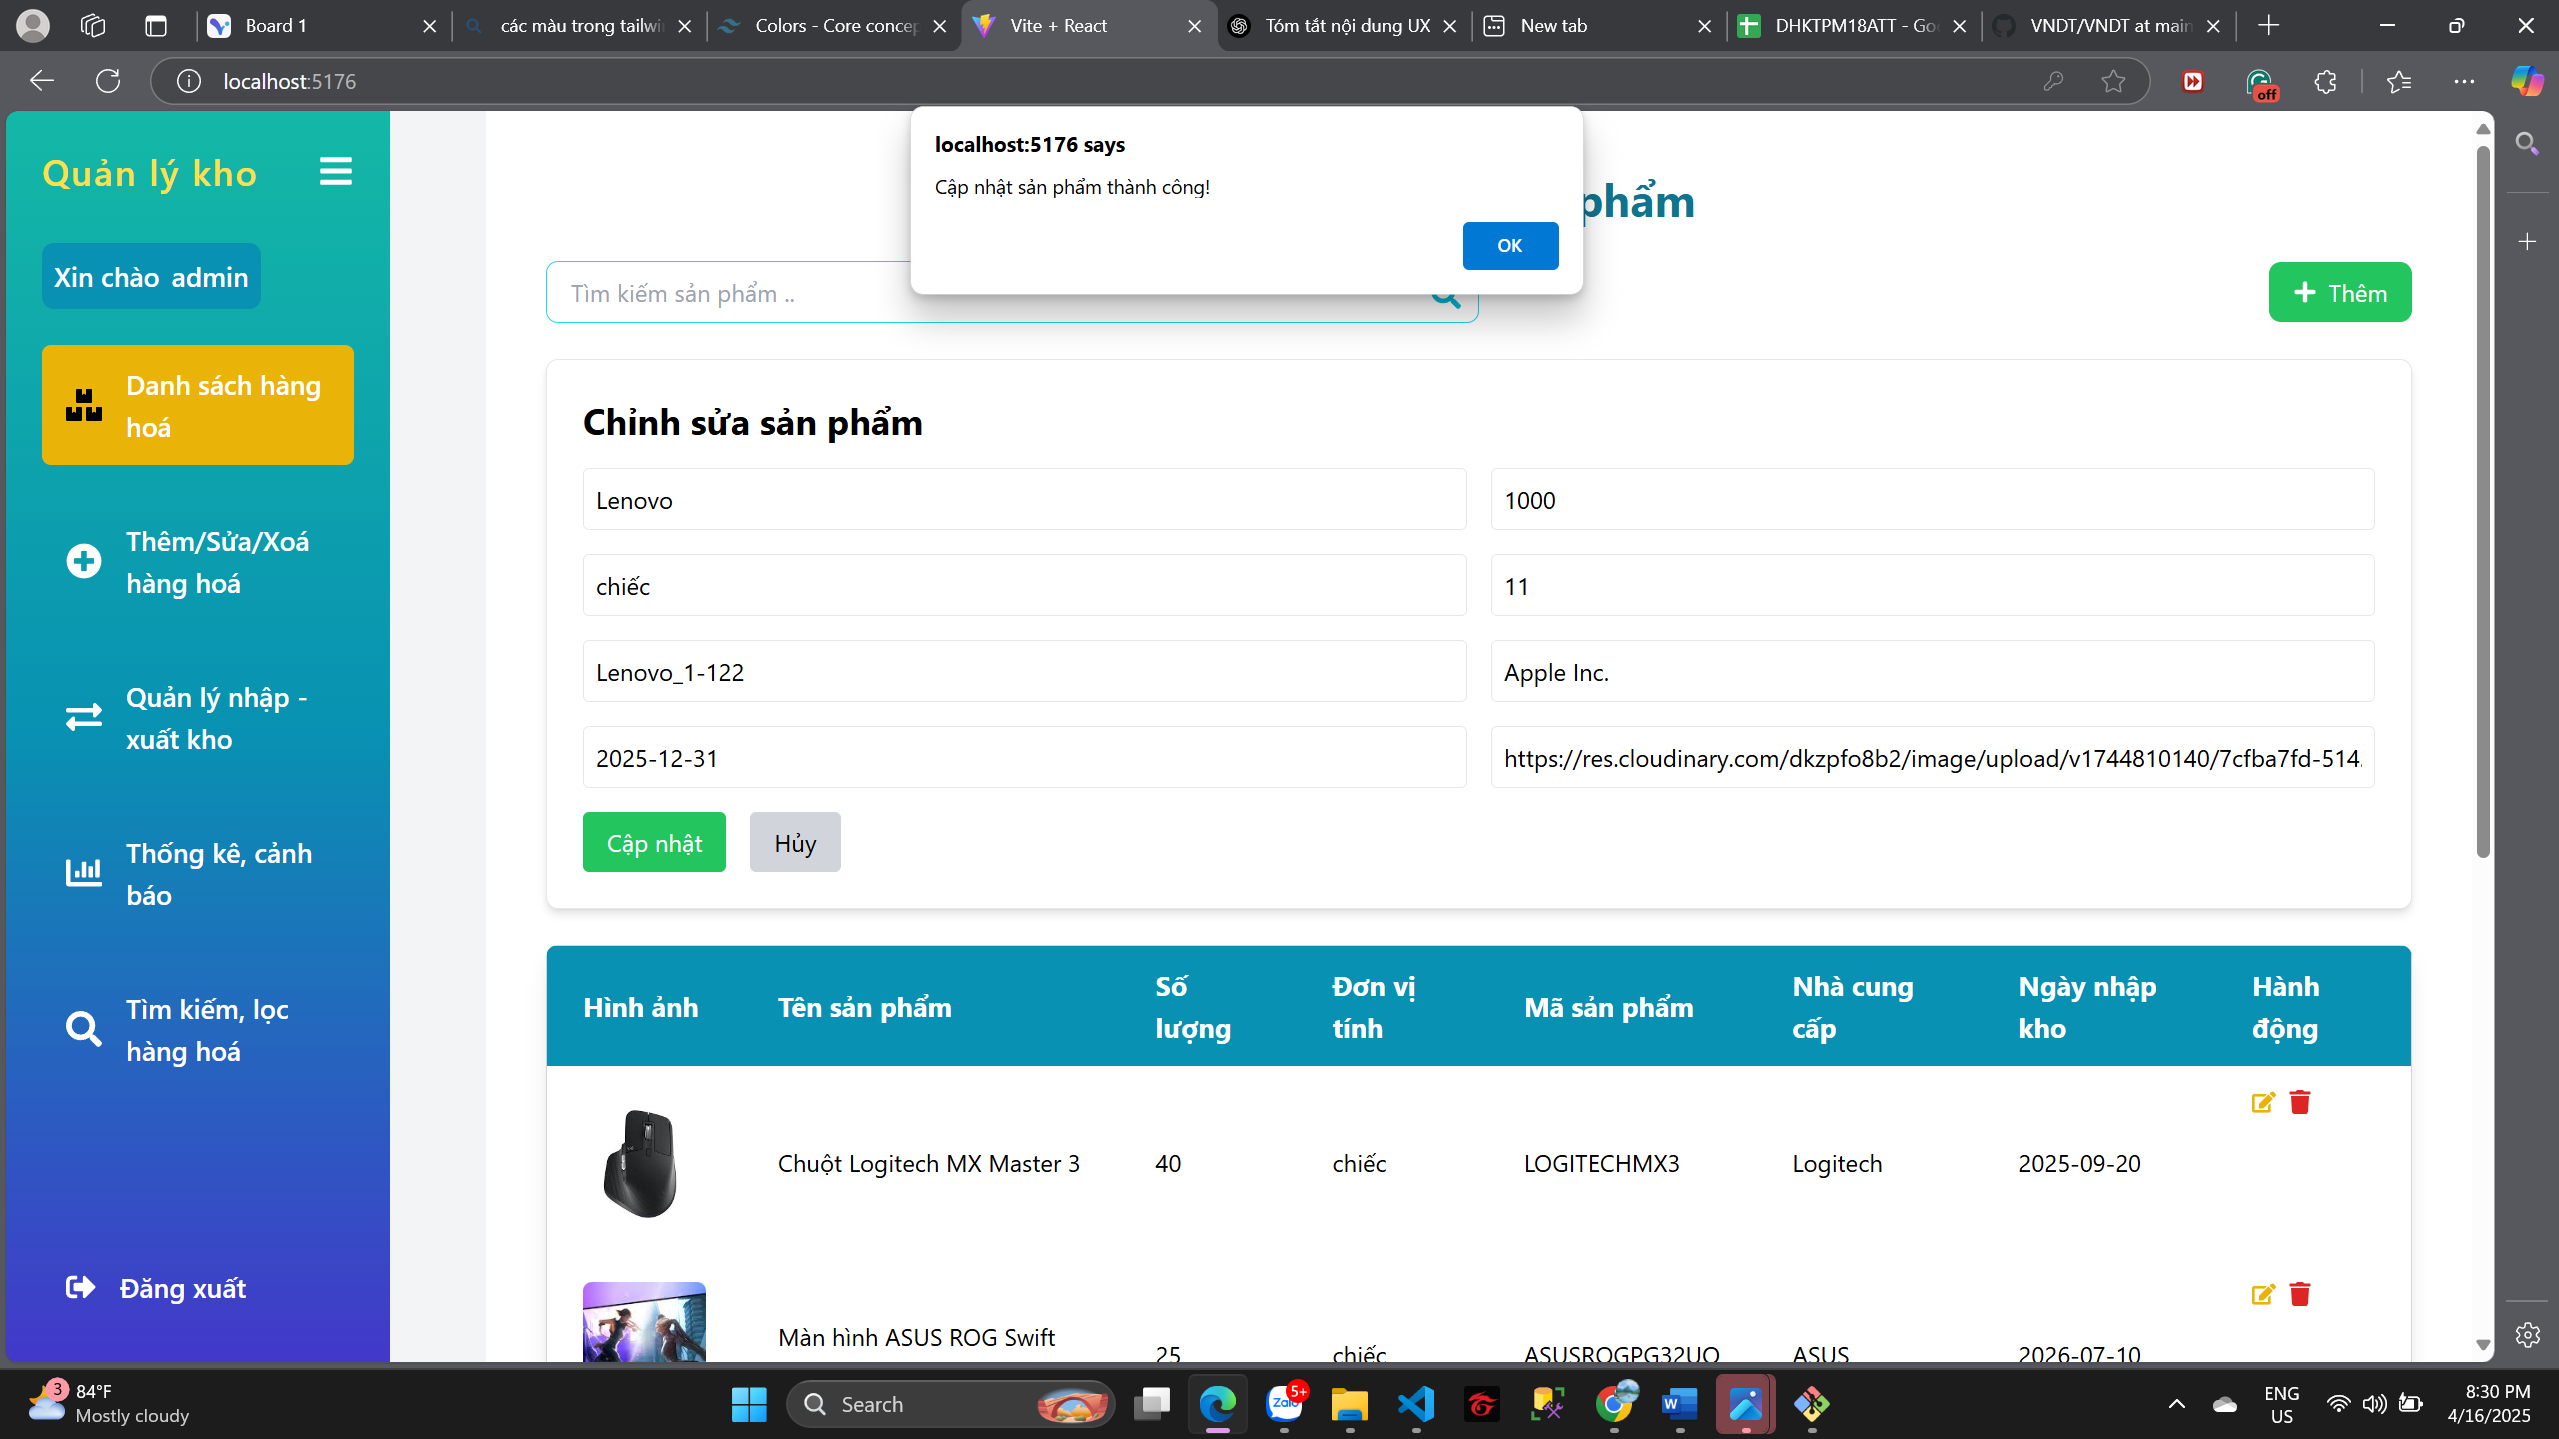 Board 1
các màu trong tailwi
Colors - Core concep
Vite + React
Tóm tắt nội dung UX
New tab
DHKTPM18ATT - Go
VNDT/VNDT at main
localhost:5176
off
localhost:5176 says
Cập nhật sản phẩm thành công!
OK
Quản lý kho
Xin chào admin
Danh sách hàng
hoá
Thêm/Sửa/Xoá
hàng hoá
Quản lý nhập -
xuất kho
Thống kê, cảnh
báo
Tìm kiếm, lọc
hàng hoá
Đăng xuất
phẩm
Tìm kiếm sản phẩm ..
Thêm
Chỉnh sửa sản phẩm
Lenovo
1000
chiếc
11
Lenovo_1-122
Apple Inc.
2025-12-31
https://res.cloudinary.com/dkzpfo8b2/image/upload/v1744810140/7cfba7fd-514.
Cập nhật
Hủy
Hình ảnh
Tên sản phẩm
Số
lượng
Đơn vị
tính
Mã sản phẩm
Nhà cung
cấp
Ngày nhập
kho
Hành
động
Chuột Logitech MX Master 3
40
chiếc
LOGITECHMX3
Logitech
2025-09-20
Màn hình ASUS ROG Swift
25
chiếc
ASUSROGPG32UQ
ASUS
2026-07-10
3
84°F
Mostly cloudy
Search
Zalo
5+
ENG
US
8:30 PM
4/16/2025